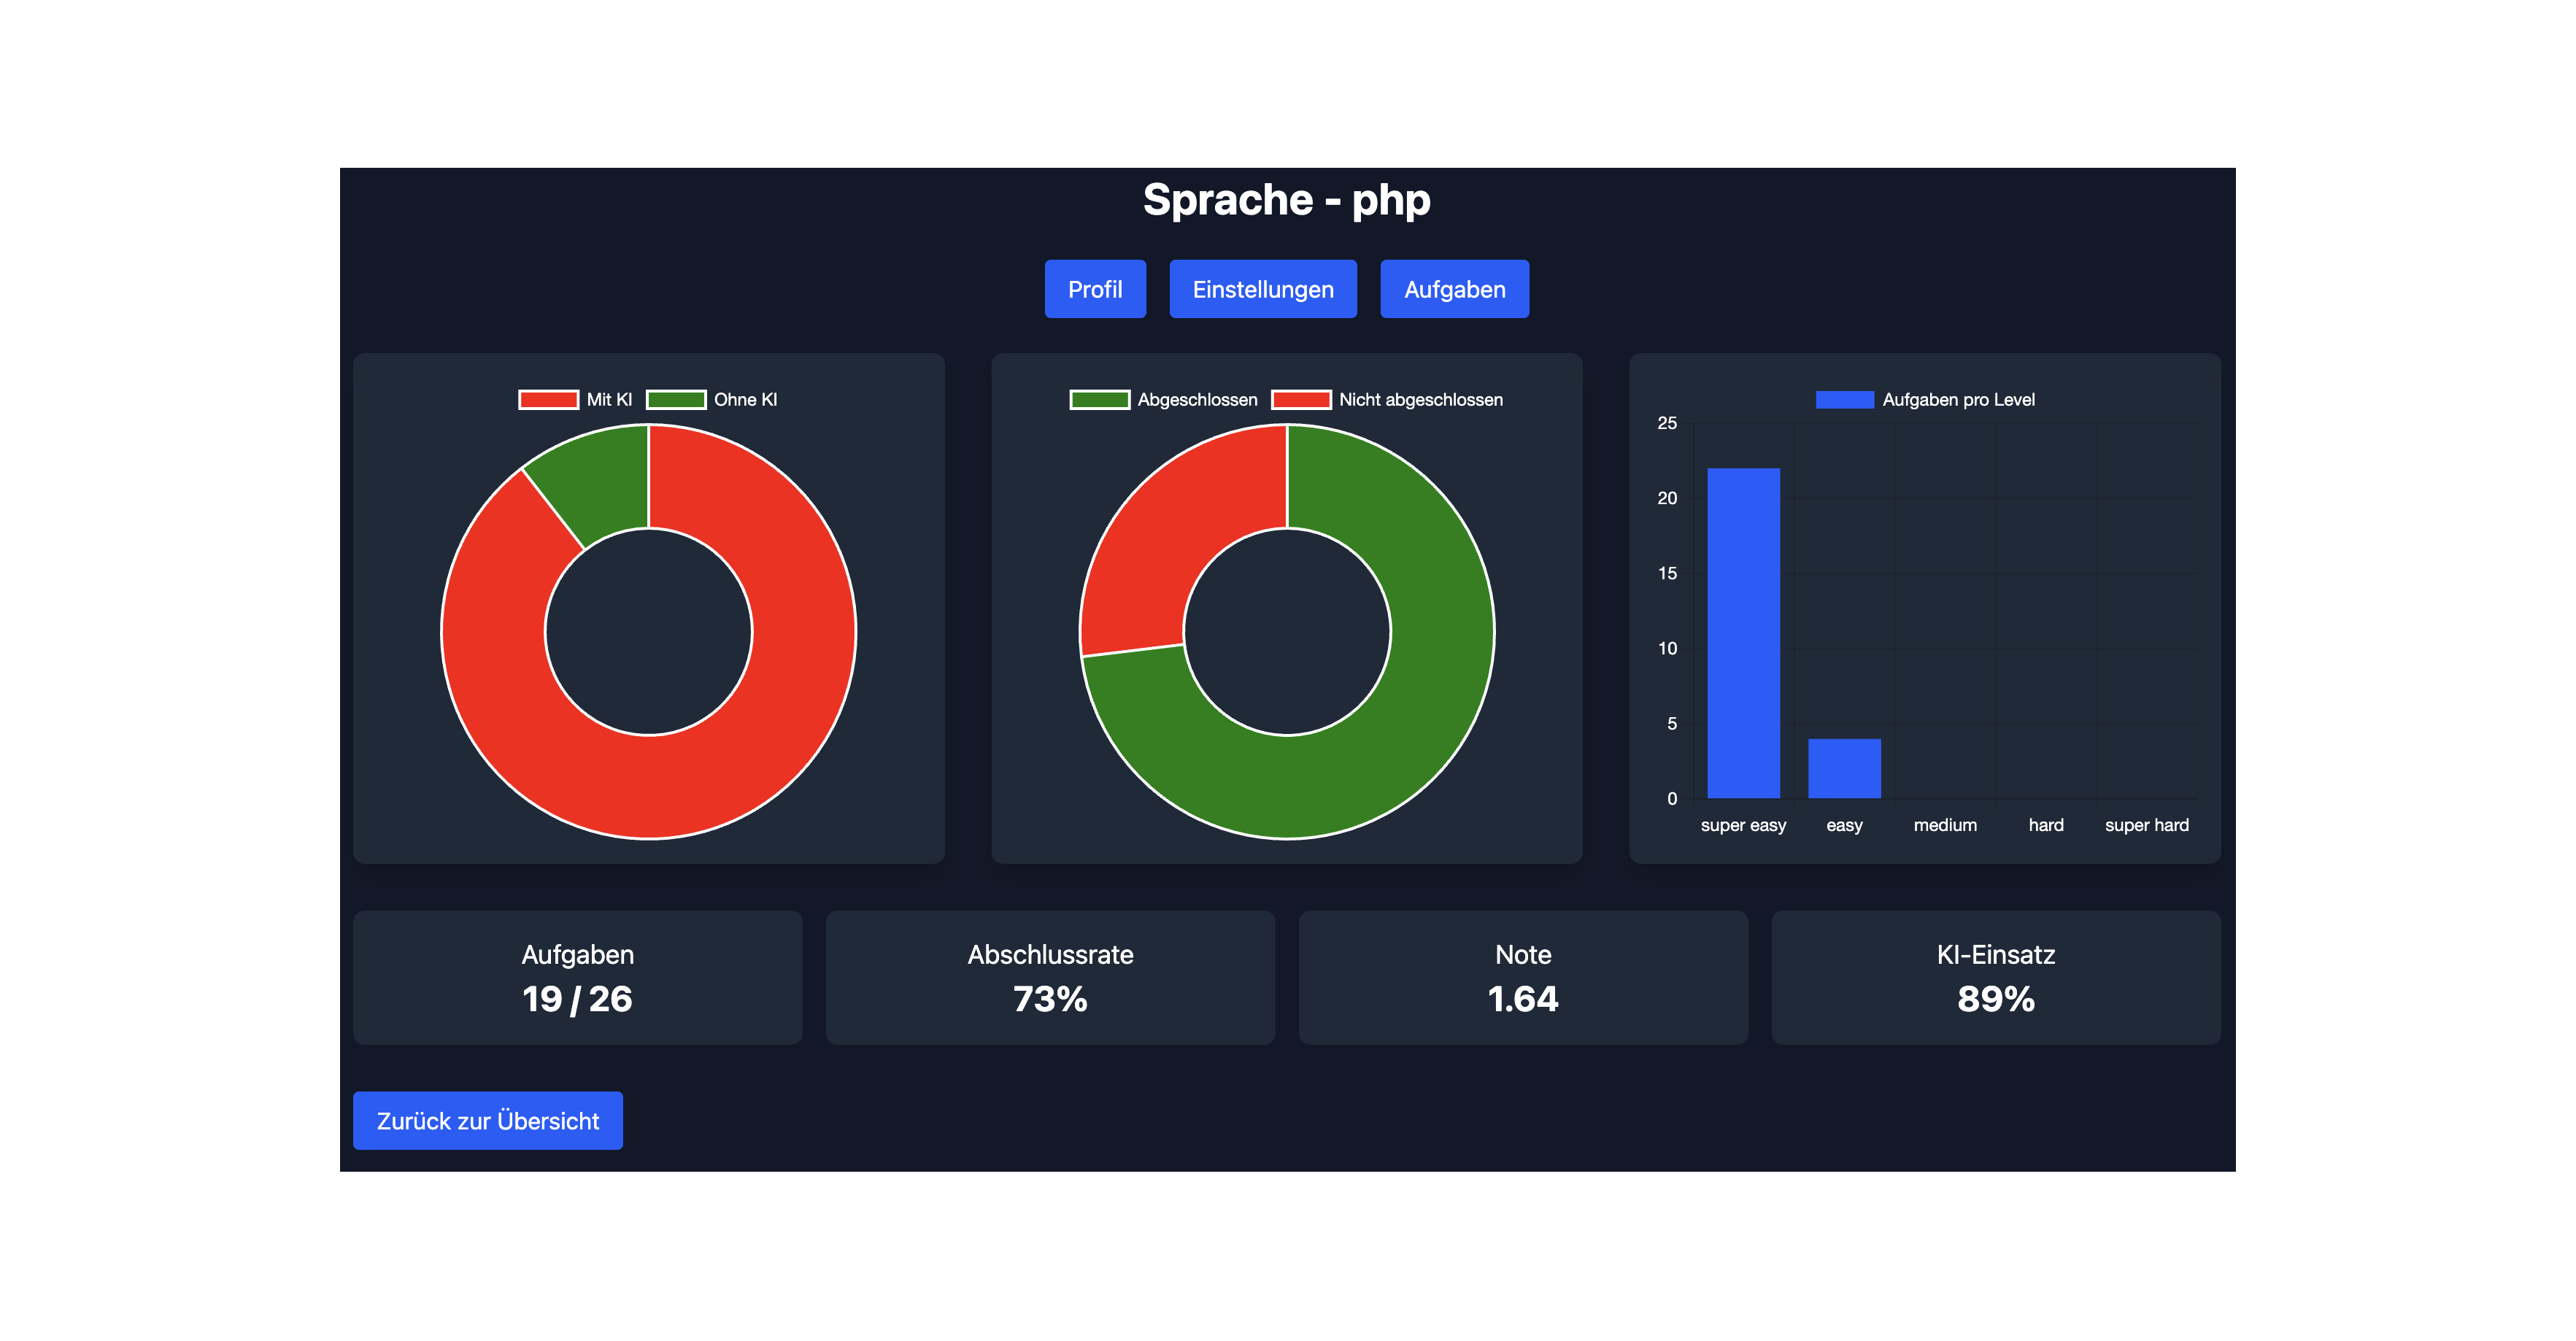 Sprache - php
Profil Einstellungen Aufgaben
Mit KI Ohne KI
Abgeschlossen Nicht abgeschlossen
Aufgaben pro Level
25
20
15
10
5
0
super easy easy medium hard super hard
Aufgaben
19 / 26
Abschlussrate
73%
Note
1.64
KI-Einsatz
89%
Zurück zur Übersicht